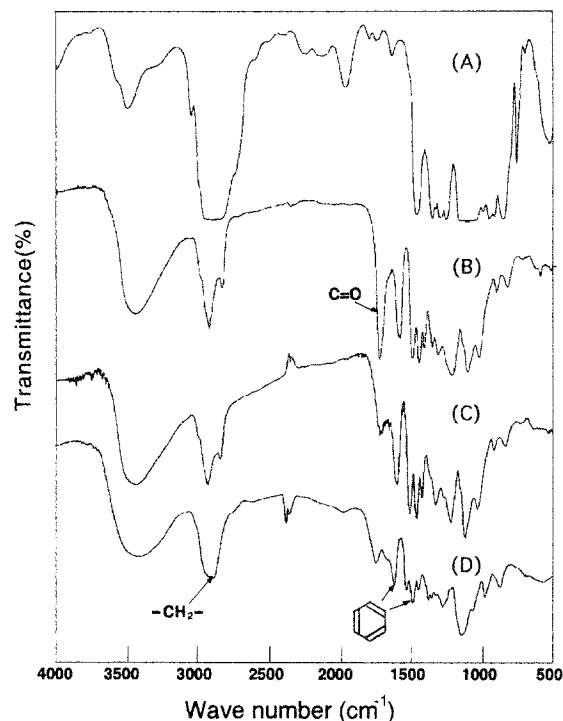 (A)
(B)
C=O
(C)
(D)
-CH₂-
Transmittance(%)
4000 3500 3000 2500 2000 1500 1000 500
Wave number (cm⁻¹)